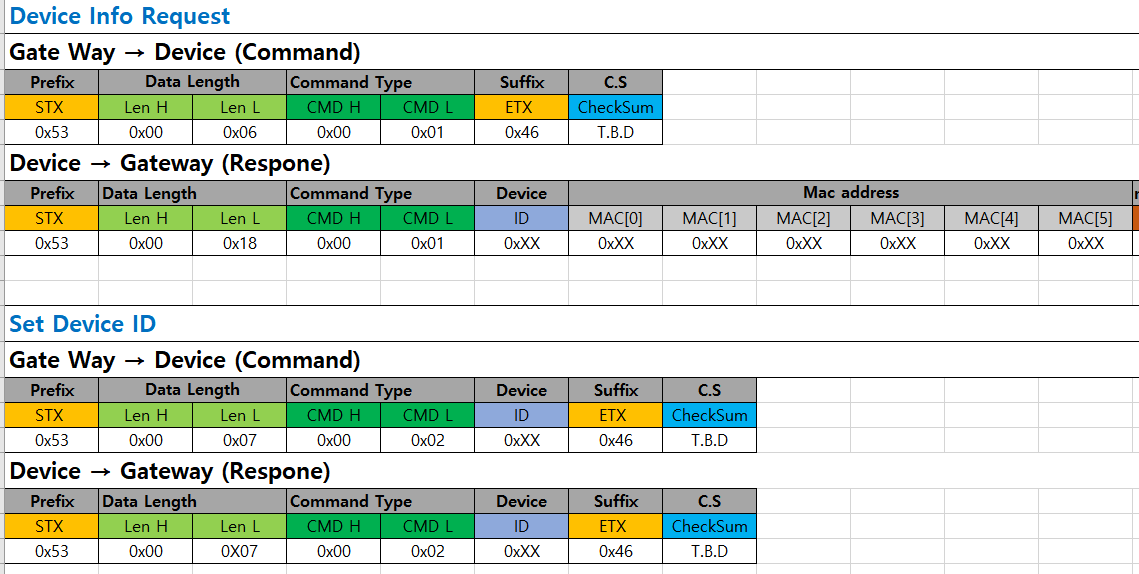 Device Info Request
Gate Way → Device (Command)
Prefix Data Length Command Type Suffix C.S
STX Len H Len L CMD H CMD L ETX CheckSum
0x53 0x00 0x06 0x00 0x01 0x46 T.B.D
Device → Gateway (Respone)
Prefix Data Length Command Type Device Mac address
STX Len H Len L CMD H CMD L ID MAC[0] MAC[1] MAC[2] MAC[3] MAC[4] MAC[5]
0x53 0x00 0x18 0x00 0x01 0xXX 0xXX 0xXX 0xXX 0xXX 0xXX 0xXX
Set Device ID
Gate Way → Device (Command)
Prefix Data Length Command Type Device Suffix C.S
STX Len H Len L CMD H CMD L ID ETX CheckSum
0x53 0x00 0x07 0x00 0x02 0xXX 0x46 T.B.D
Device → Gateway (Respone)
Prefix Data Length Command Type Device Suffix C.S
STX Len H Len L CMD H CMD L ID ETX CheckSum
0x53 0x00 0X07 0x00 0x02 0xXX 0x46 T.B.D